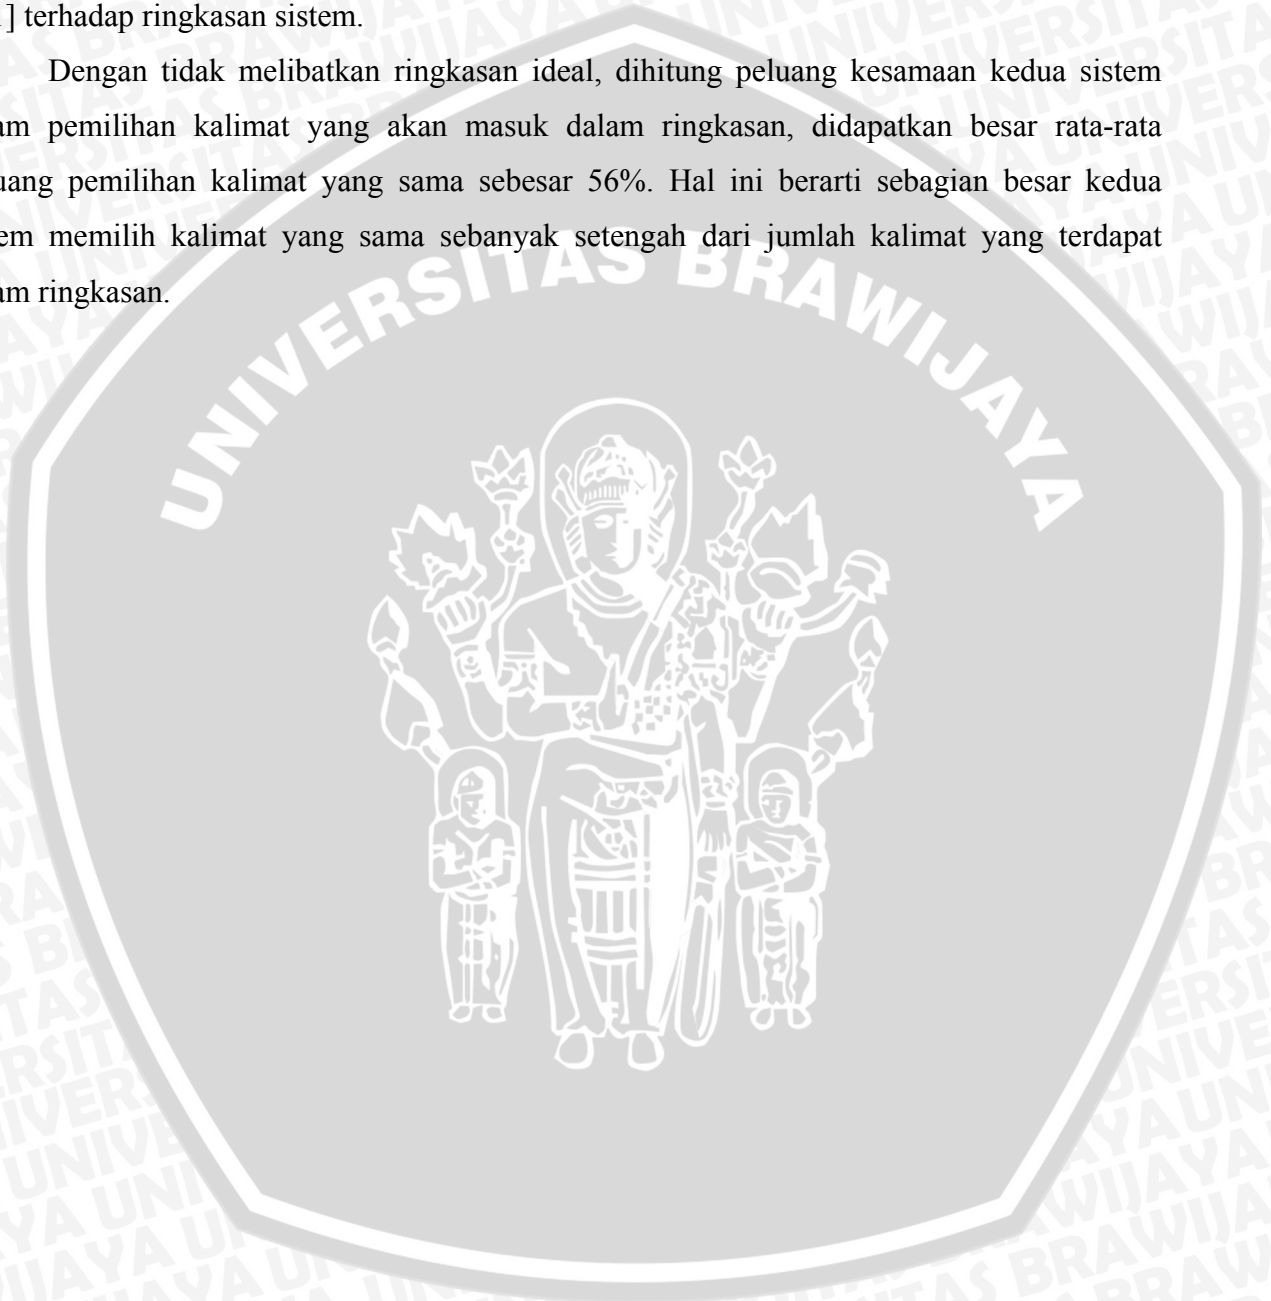 ] terhadap ringkasan sistem.
Dengan tidak melibatkan ringkasan ideal, dihitung peluang kesamaan kedua sistem
am pemilihan kalimat yang akan masuk dalam ringkasan, didapatkan besar rata-rata
uang pemilihan kalimat yang sama sebesar 56%. Hal ini berarti sebagian besar kedua
em memilih kalimat yang sama sebanyak setengah dari jumlah kalimat yang terdapat
am ringkasan.
UNIVERSITAS BRAWIJAYA